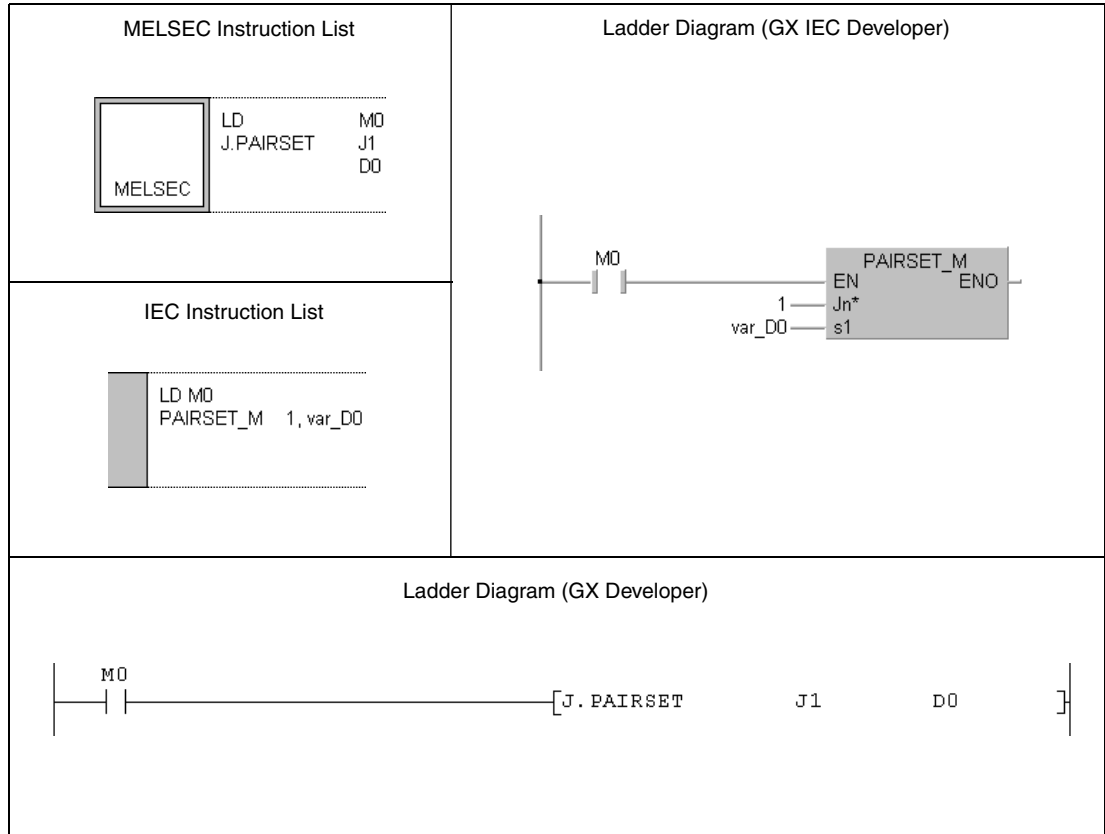 MELSEC Instruction List
LD M0
J.PAIRSET J1
D0
MELSEC
IEC Instruction List
LD M0
PAIRSET_M 1, var_D0
Ladder Diagram (GX IEC Developer)
M0
PAIRSET_M
EN ENO
1 Jn*
var_D0 s1
Ladder Diagram (GX Developer)
M0
[J.PAIRSET J1 D0 ]